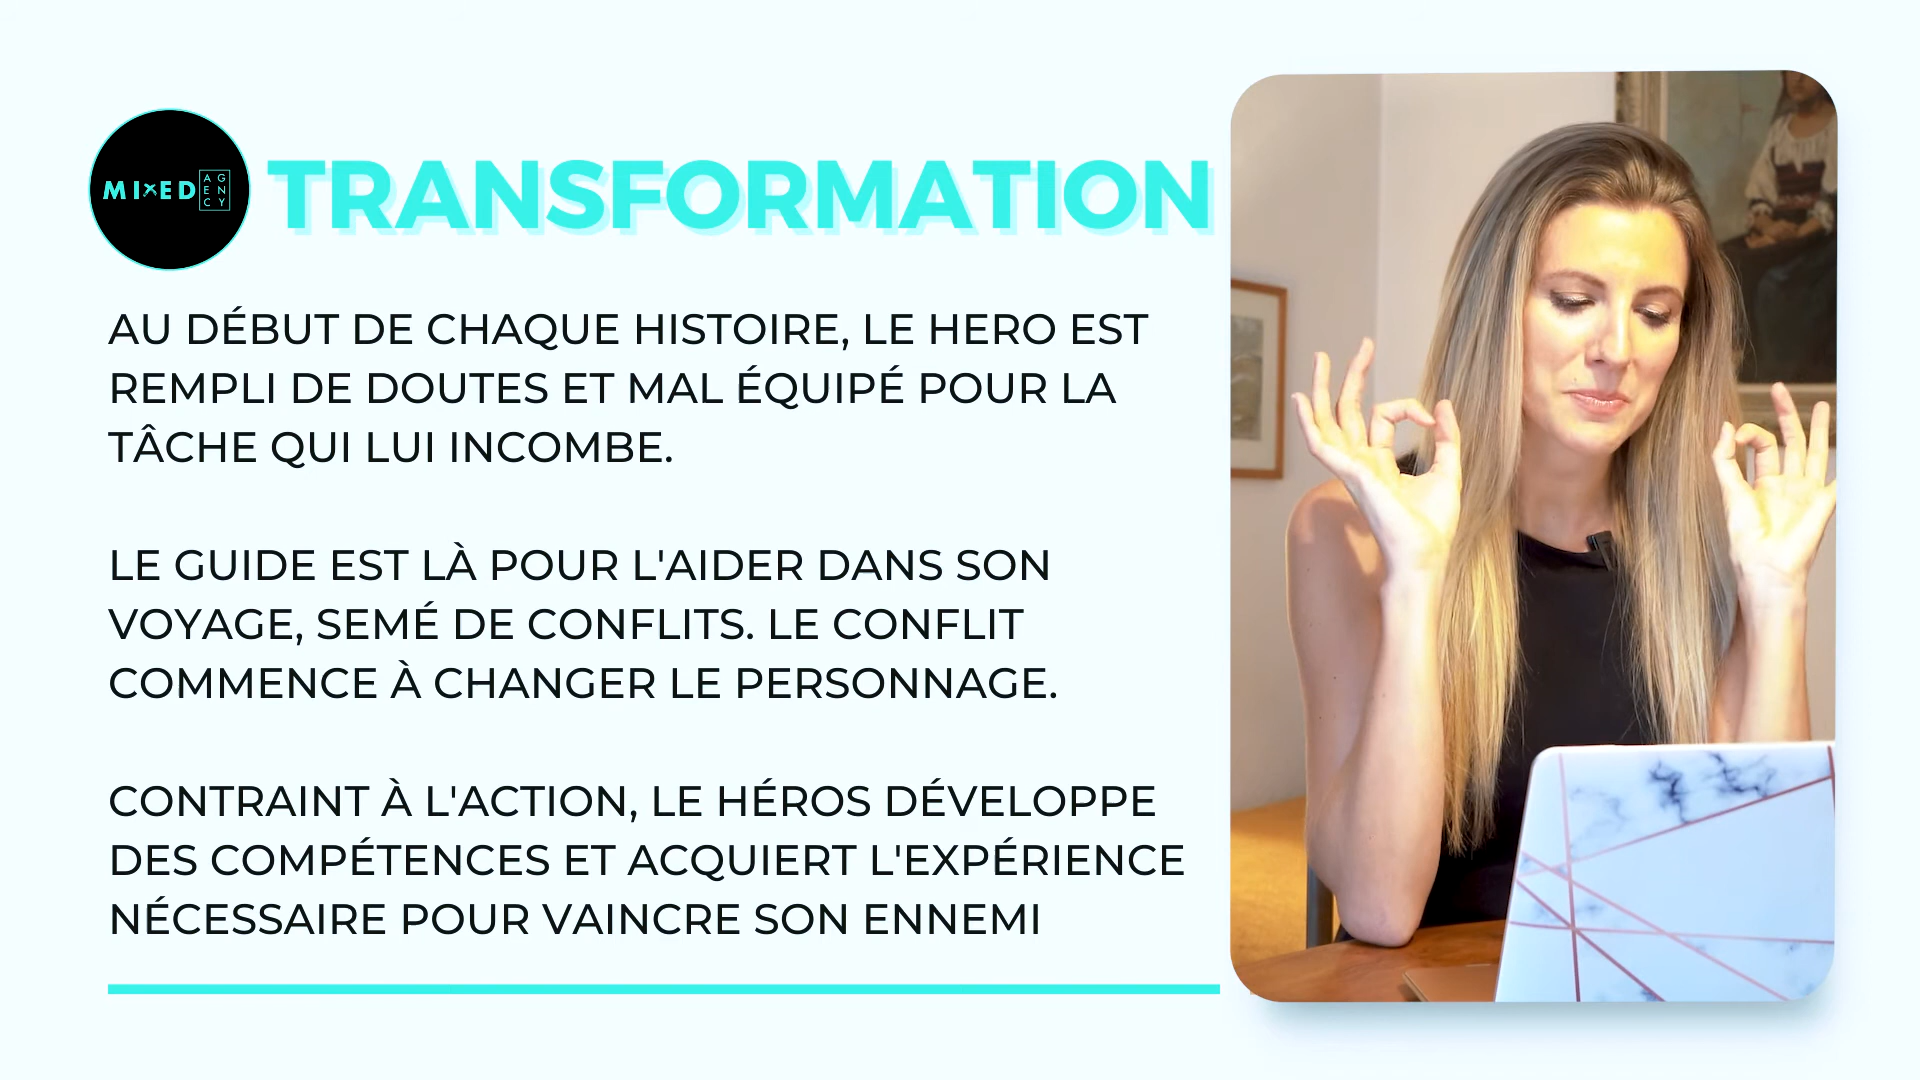 MIXED AGENCY
TRANSFORMATION
AU DÉBUT DE CHAQUE HISTOIRE, LE HERO EST
REMPLI DE DOUTES ET MAL ÉQUIPÉ POUR LA
TÂCHE QUI LUI INCOMBE.
LE GUIDE EST LÀ POUR L'AIDER DANS SON
VOYAGE, SEMÉ DE CONFLITS. LE CONFLIT
COMMENCE À CHANGER LE PERSONNAGE.
CONTRAINT À L'ACTION, LE HÉROS DÉVELOPPE
DES COMPÉTENCES ET ACQUIERT L'EXPÉRIENCE
NÉCESSAIRE POUR VAINCRE SON ENNEMI